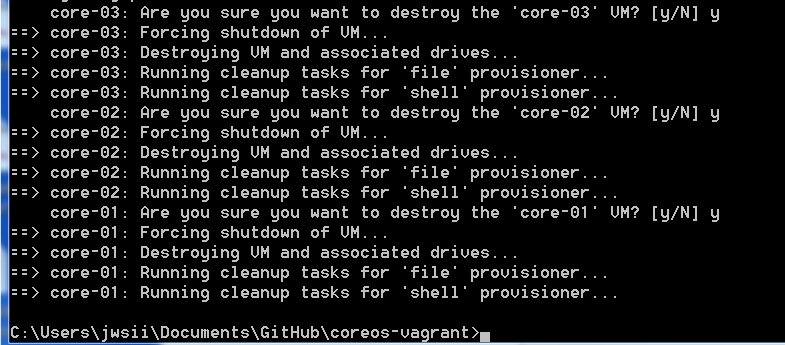 core-03: Are you sure you want to destroy the 'core-03' VM? [y/N] y
==> core-03: Forcing shutdown of VM...
==> core-03: Destroying VM and associated drives...
==> core-03: Running cleanup tasks for 'file' provisioner...
==> core-03: Running cleanup tasks for 'shell' provisioner...
core-02: Are you sure you want to destroy the 'core-02' VM? [y/N] y
==> core-02: Forcing shutdown of VM...
==> core-02: Destroying VM and associated drives...
==> core-02: Running cleanup tasks for 'file' provisioner...
==> core-02: Running cleanup tasks for 'shell' provisioner...
core-01: Are you sure you want to destroy the 'core-01' VM? [y/N] y
==> core-01: Forcing shutdown of VM...
==> core-01: Destroying VM and associated drives...
==> core-01: Running cleanup tasks for 'file' provisioner...
==> core-01: Running cleanup tasks for 'shell' provisioner...
C:\Users\jwsii\Documents\GitHub\coreos-vagrant>